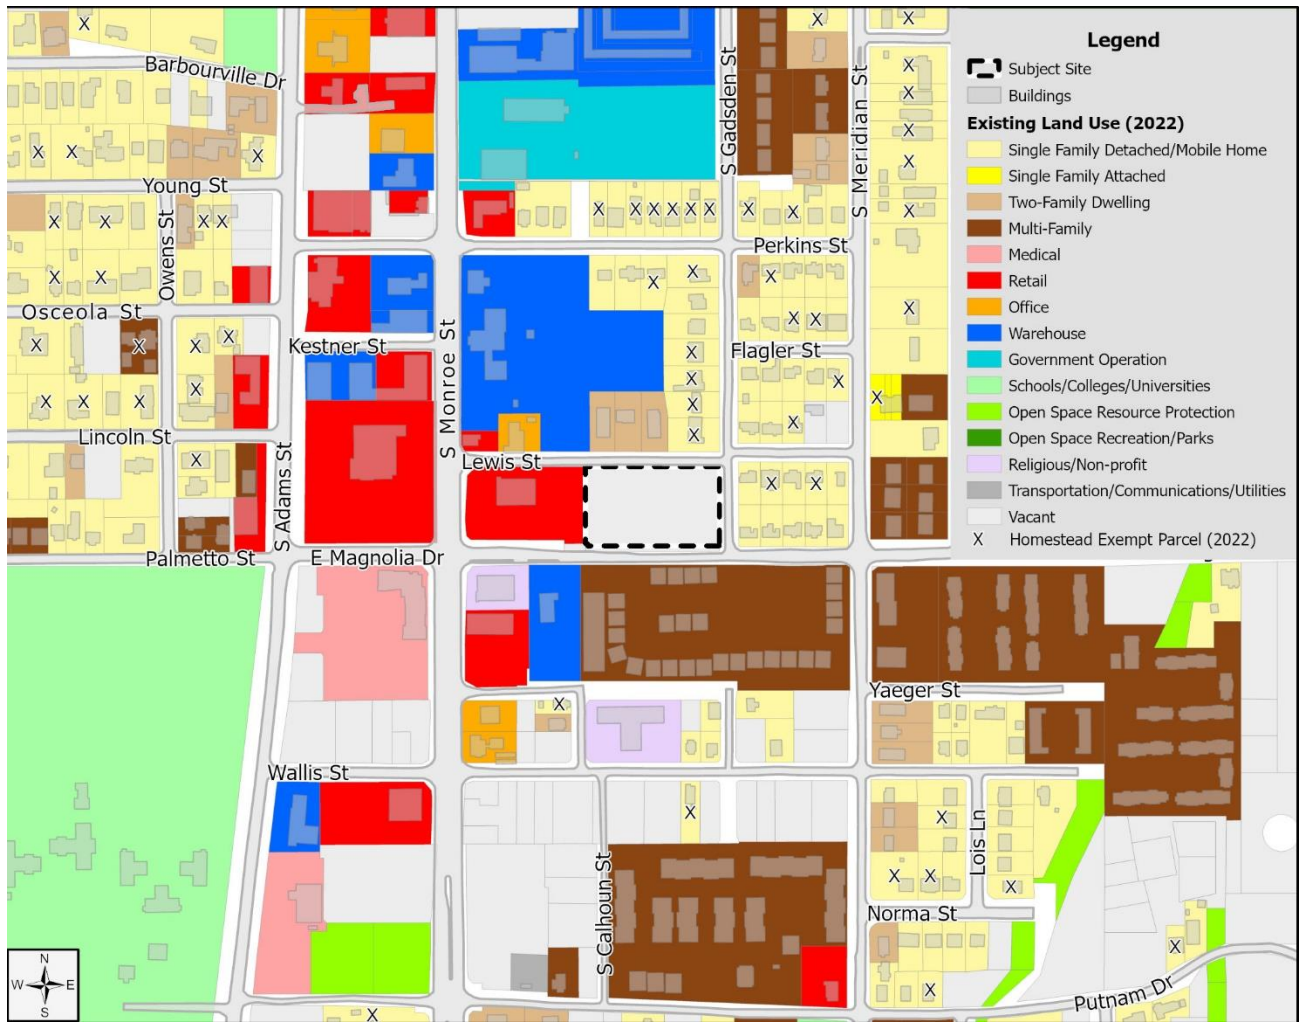 Legend
Subject Site
Buildings
Existing Land Use (2022)
Single Family Detached/Mobile Home
Single Family Attached
Two-Family Dwelling
Multi-Family
Medical
Retail
Office
Warehouse
Government Operation
Schools/Colleges/Universities
Open Space Resource Protection
Open Space Recreation/Parks
Religious/Non-profit
Transportation/Communications/Utilities
Vacant
X Homestead Exempt Parcel (2022)
Barbourville Dr
S Gadsden St
S Meridian St
Young St
Owens St
Perkins St
Osceola St
Kestner St
S Monroe St
Flagler St
Lincoln St
S Adams St
Lewis St
Palmetto St
E Magnolia Dr
Yaeger St
Wallis St
S Calhoun St
Lois Ln
Norma St
Putnam Dr
N
W E
S